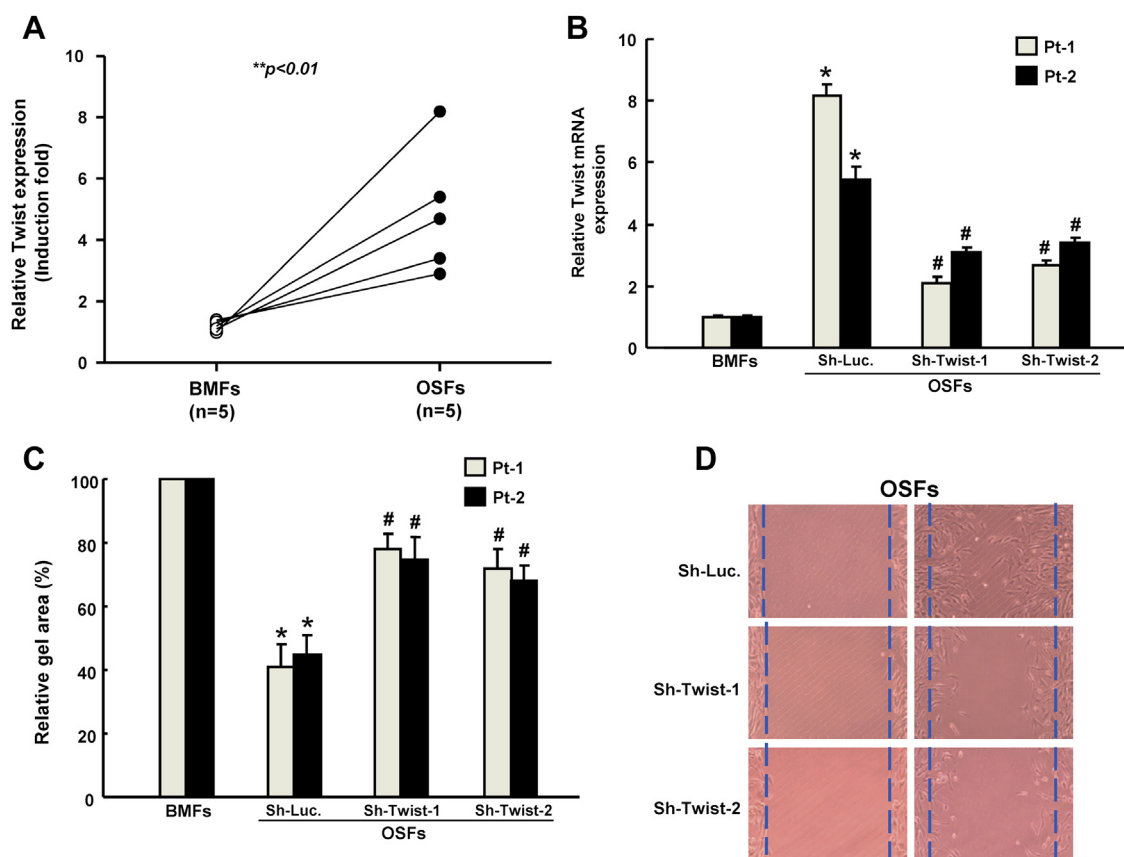 A
Relative Twist expression
(Induction fold)
10
8
6
4
2
0
**p<0.01
BMFs
(n=5)
OSFs
(n=5)
B
Relative Twist mRNA
expression
10
8
6
4
2
0
Pt-1
Pt-2
*
*
#
#
#
#
BMFs
Sh-Luc.
Sh-Twist-1
Sh-Twist-2
OSFs
C
Relative gel area (%)
100
80
60
40
20
0
Pt-1
Pt-2
*
*
#
#
#
#
BMFs
Sh-Luc.
Sh-Twist-1
Sh-Twist-2
OSFs
D
OSFs
Sh-Luc.
Sh-Twist-1
Sh-Twist-2